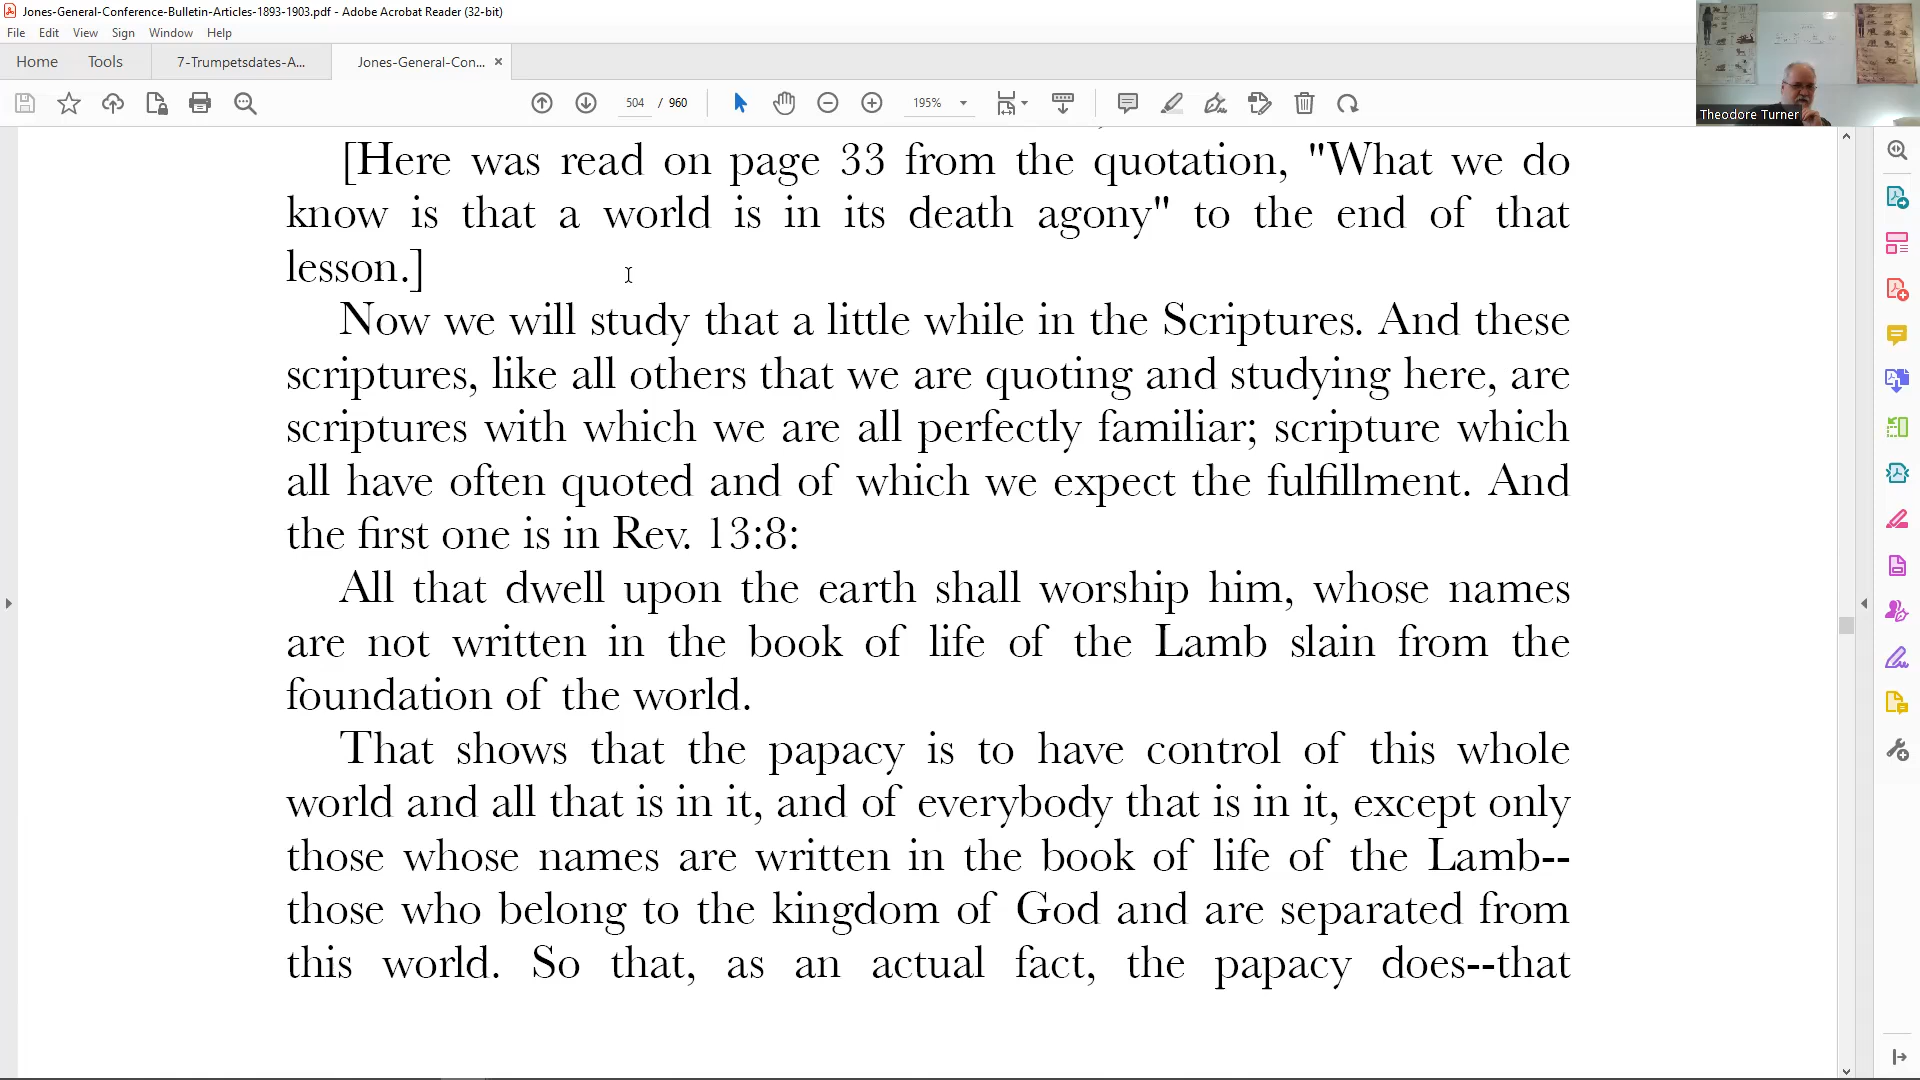 Jones-General-Conference-Bulletin-Articles-1893-1903.pdf - Adobe Acrobat Reader (32-bit)
File Edit View Sign Window Help
Home Tools 7-Trumpetsdates-A... Jones-General-Con... ×
504 / 960 195%
Theodore Turner
[Here was read on page 33 from the quotation, "What we do
know is that a world is in its death agony" to the end of that
lesson.]
Now we will study that a little while in the Scriptures. And these
scriptures, like all others that we are quoting and studying here, are
scriptures with which we are all perfectly familiar; scripture which
all have often quoted and of which we expect the fulfillment. And
the first one is in Rev. 13:8:
All that dwell upon the earth shall worship him, whose names
are not written in the book of life of the Lamb slain from the
foundation of the world.
That shows that the papacy is to have control of this whole
world and all that is in it, and of everybody that is in it, except only
those whose names are written in the book of life of the Lamb--
those who belong to the kingdom of God and are separated from
this world. So that, as an actual fact, the papacy does--that